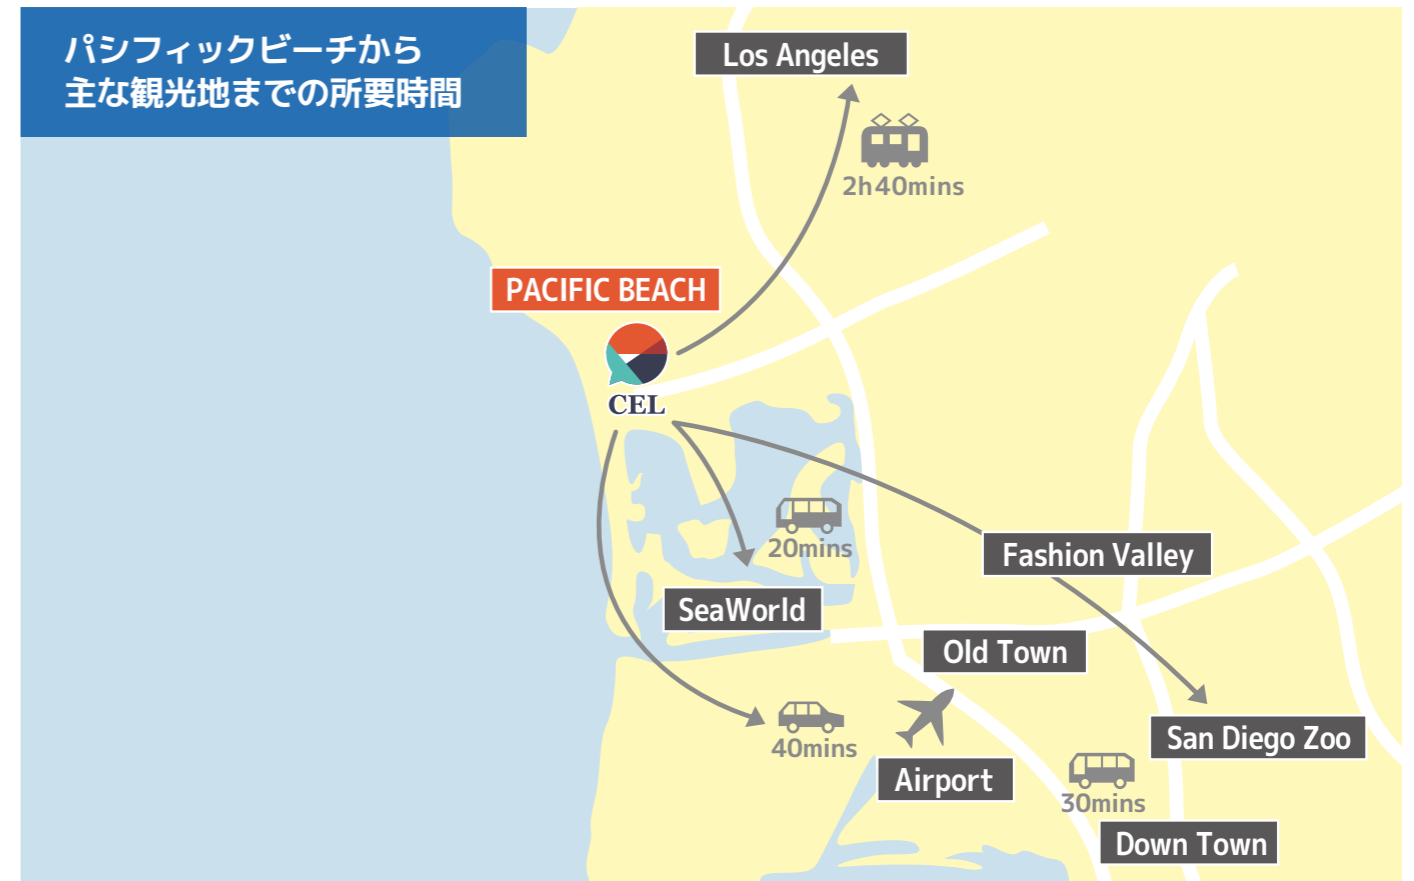 パシフィックビーチから
主な観光地までの所要時間
Los Angeles
2h40mins
PACIFIC BEACH
CEL
20mins
Fashion Valley
SeaWorld
Old Town
40mins
San Diego Zoo
Airport
30mins
Down Town